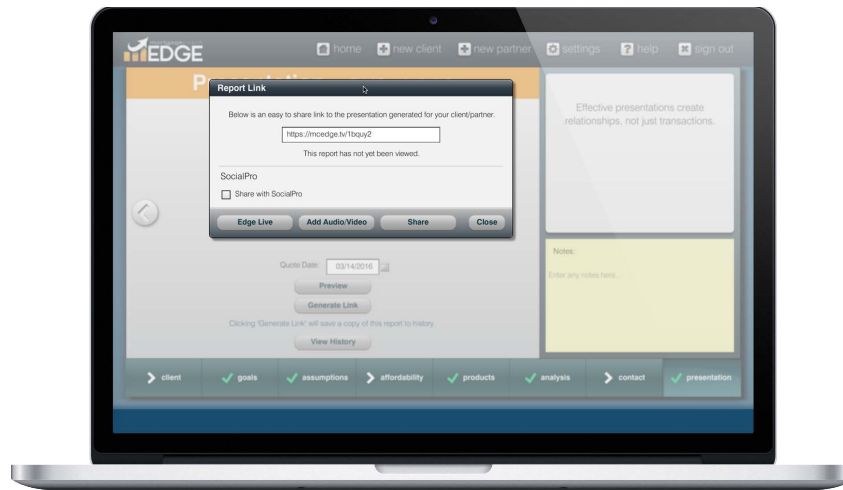 EDGE
home
new client
new partner
settings
help
sign out
Report Link
Below is an easy to share link to the presentation generated for your client/partner.
https://mcedge.tv/1bquy2
This report has not yet been viewed.
SocialPro
Share with SocialPro
Edge Live
Add Audio/Video
Share
Close
Effective presentations create
relationships, not just transactions.
Notes:
Enter any notes here...
Quote Date:
03/14/2016
Preview
Generate Link
Clicking 'Generate Link' will save a copy of this report to history.
View History
client
goals
assumptions
affordability
products
analysis
contact
presentation